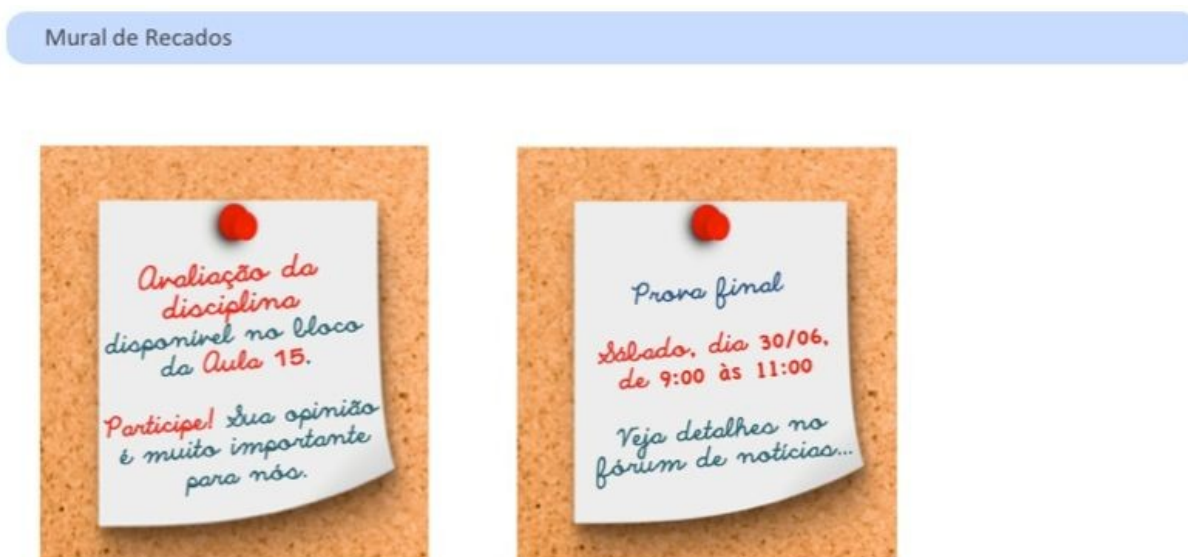 Mural de Recados
Avaliação da
disciplina
disponível no bloco
da Aula 15.
Participe! Sua opinião
é muito importante
para nós.
Prova final
Sábado, dia 30/06,
de 9:00 às 11:00
Veja detalhes no
fórum de notícias...